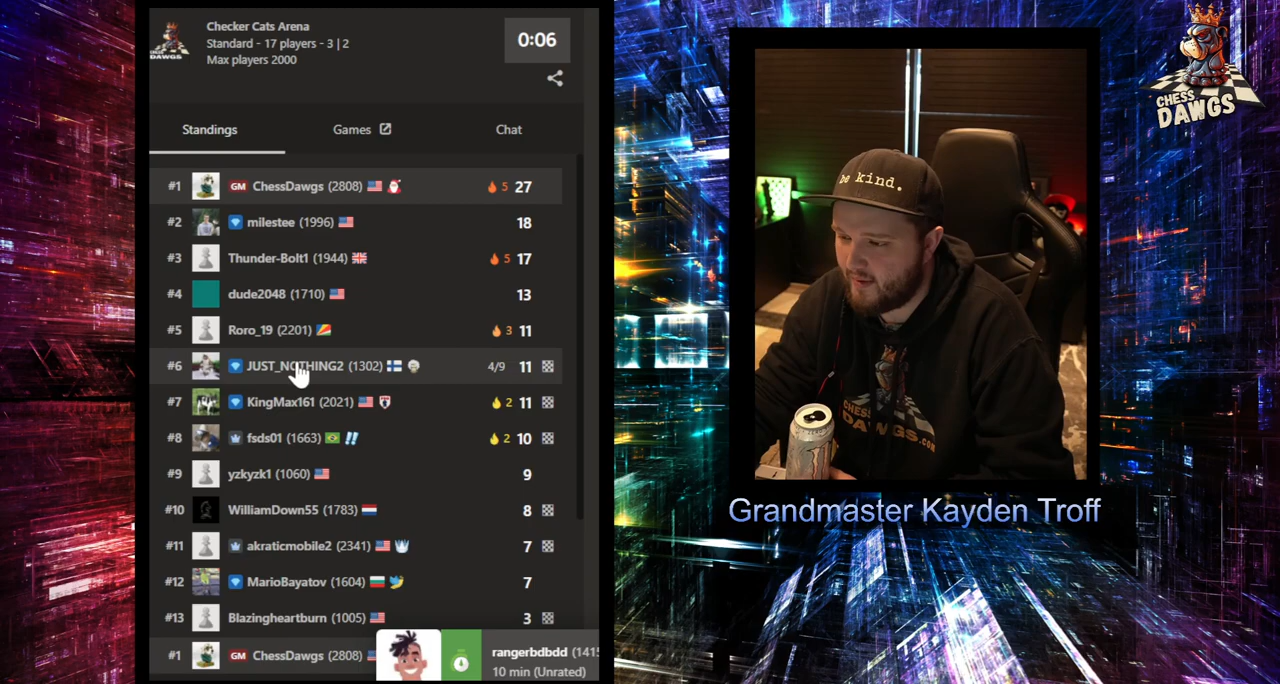 Checker Cats Arena
Standard - 17 players - 3 | 2
Max players 2000
0:06
Standings
Games
Chat
#1 GM ChessDawgs (2808) 5 27
#2 milestee (1996) 18
#3 Thunder-Bolt1 (1944) 5 17
#4 dude2048 (1710) 13
#5 Roro_19 (2201) 3 11
#6 JUST_NOTHING2 (1302) 4/9 11
#7 KingMax161 (2021) 2 11
#8 fsds01 (1663) 2 10
#9 yzkyzk1 (1060) 9
#10 WilliamDown55 (1783) 8
#11 akraticmobile2 (2341) 7
#12 MarioBayatov (1604) 7
#13 Blazingheartburn (1005) 3
#1 GM ChessDawgs (2808)
rangerbdbdd (1415
10 min (Unrated)
be kind.
CHESS
DAWGS.COM
Grandmaster Kayden Troff
CHESS
DAWGS
DAWGS